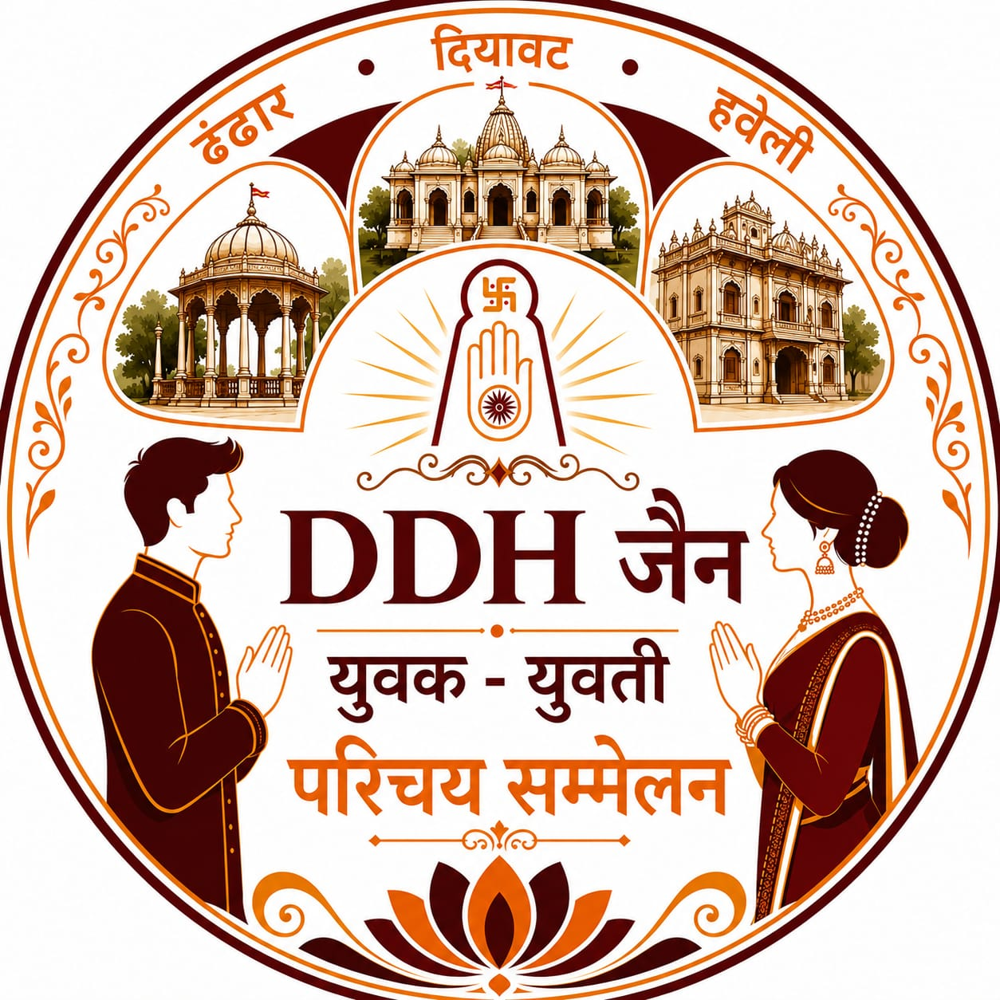 ढंढार • दियावट • हवेली
DDH जैन
युवक - युवती
परिचय सम्मेलन